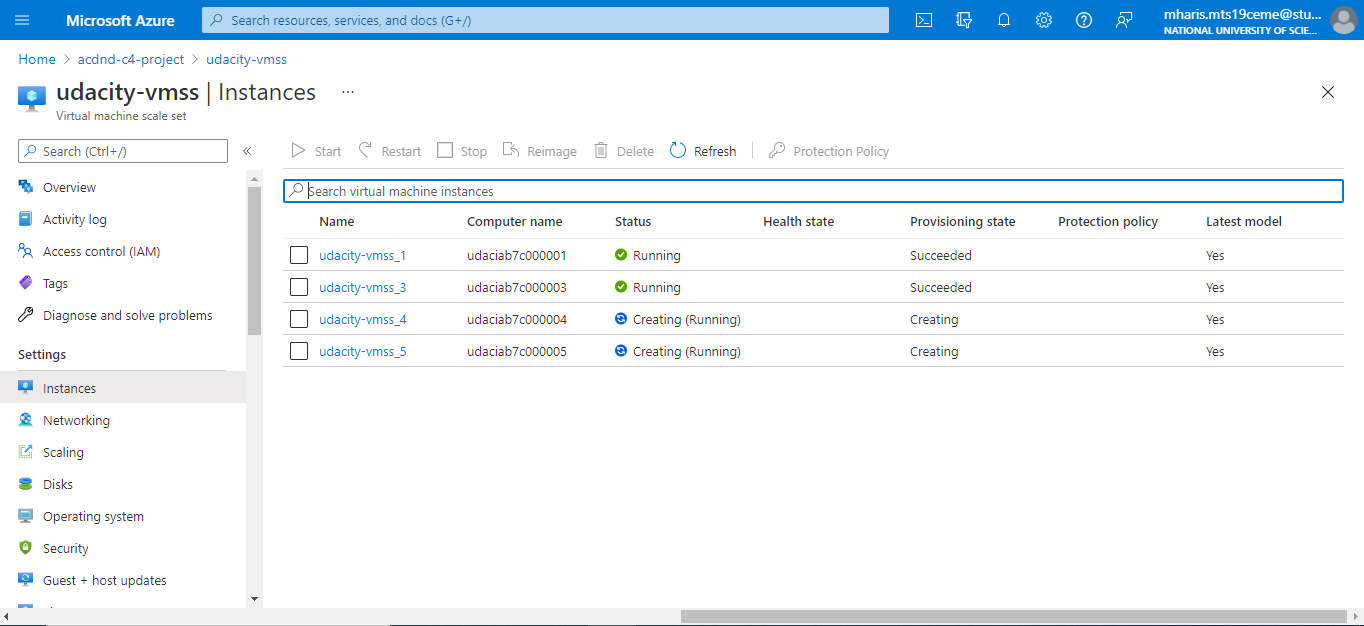 Microsoft Azure
Search resources, services, and docs (G+/)
mharis.mts19ceme@stu...
NATIONAL UNIVERSITY OF SCIE...
Home > acdnd-c4-project > udacity-vmss
udacity-vmss | Instances ...
Virtual machine scale set
Search (Ctrl+/)
«
Start Restart Stop Reimage Delete Refresh Protection Policy
Overview
Activity log
Access control (IAM)
Tags
Diagnose and solve problems
Settings
Instances
Networking
Scaling
Disks
Operating system
Security
Guest + host updates
Search virtual machine instances
Name Computer name Status Health state Provisioning state Protection policy Latest model
udacity-vmss_1 udaciab7c000001 Running Succeeded Yes
udacity-vmss_3 udaciab7c000003 Running Succeeded Yes
udacity-vmss_4 udaciab7c000004 Creating (Running) Creating Yes
udacity-vmss_5 udaciab7c000005 Creating (Running) Creating Yes